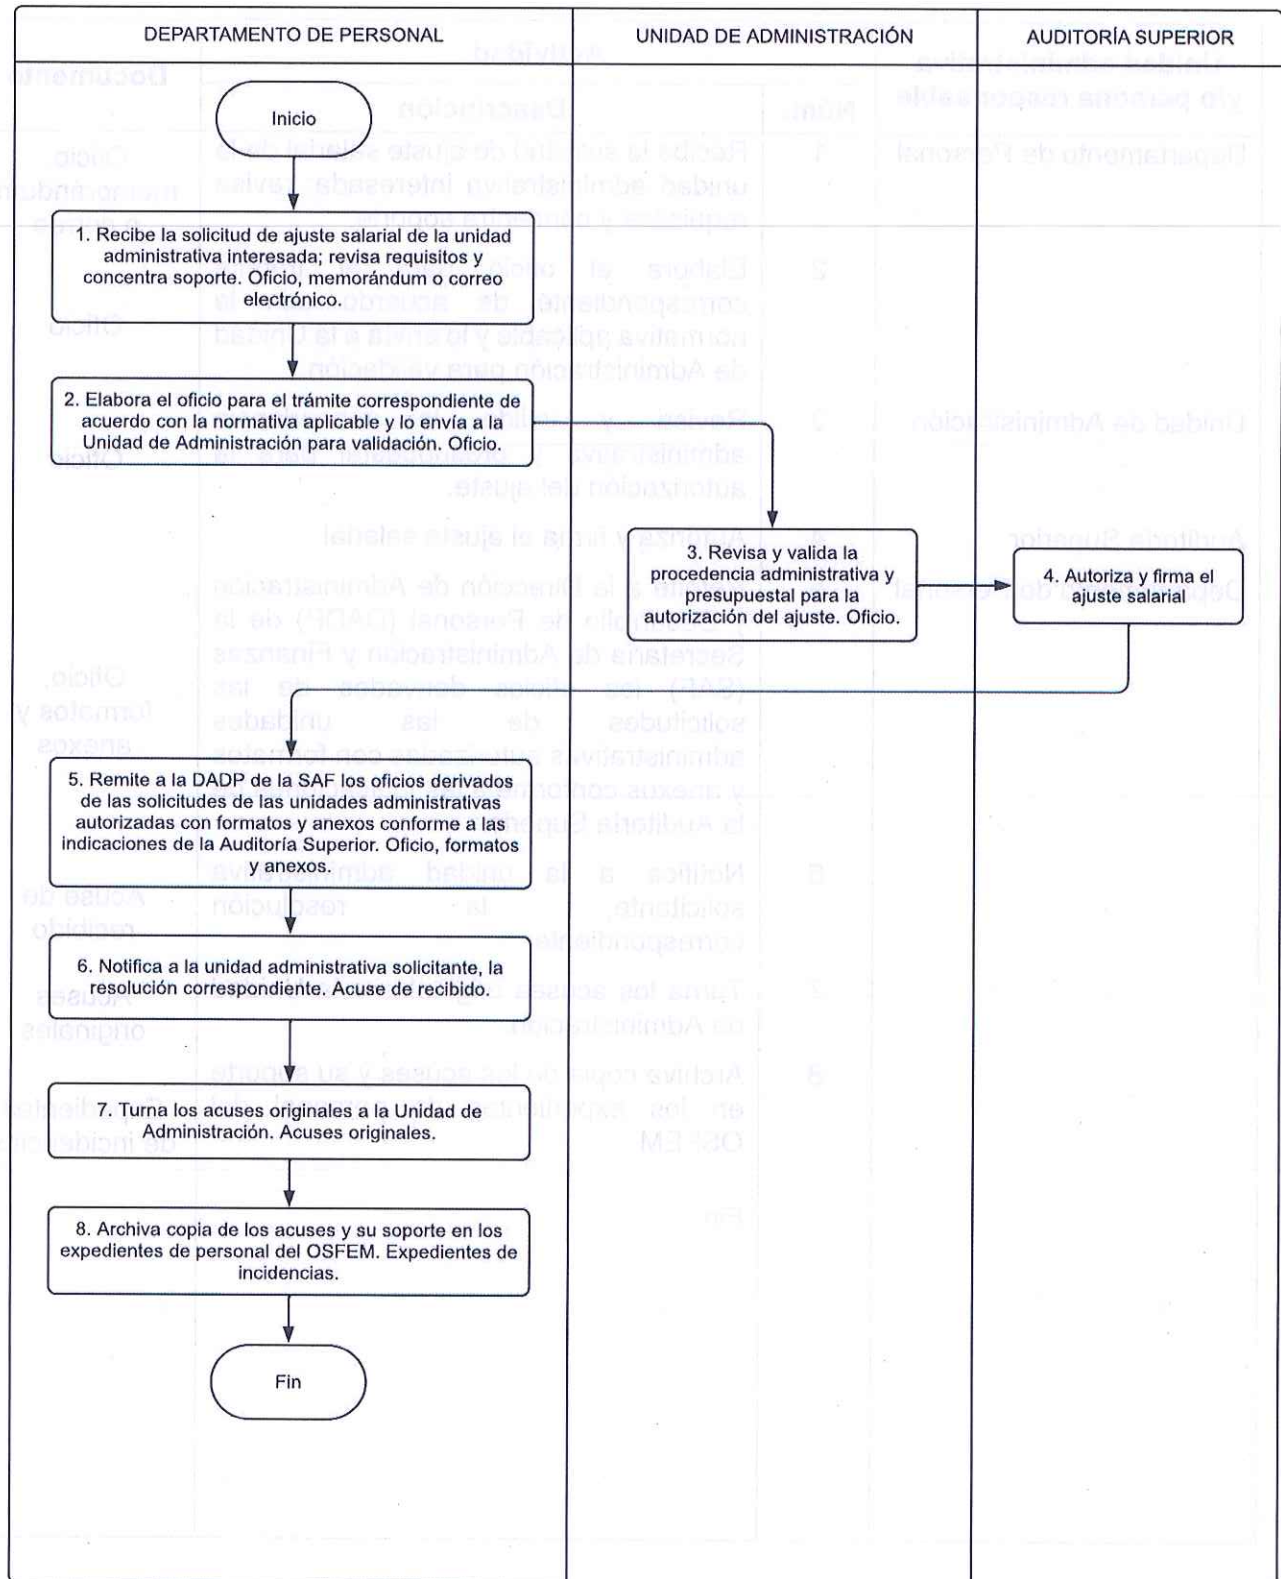 DEPARTAMENTO DE PERSONAL
UNIDAD DE ADMINISTRACIÓN
AUDITORÍA SUPERIOR
Inicio
1. Recibe la solicitud de ajuste salarial de la unidad
administrativa interesada; revisa requisitos y
concentra soporte. Oficio, memorándum o correo
electrónico.
2. Elabora el oficio para el trámite correspondiente de
acuerdo con la normativa aplicable y lo envía a la
Unidad de Administración para validación. Oficio.
3. Revisa y valida la
procedencia administrativa y
presupuestal para la
autorización del ajuste. Oficio.
4. Autoriza y firma el
ajuste salarial
5. Remite a la DADP de la SAF los oficios derivados
de las solicitudes de las unidades administrativas
autorizadas con formatos y anexos conforme a las
indicaciones de la Auditoría Superior. Oficio, formatos
y anexos.
6. Notifica a la unidad administrativa solicitante, la
resolución correspondiente. Acuse de recibido.
7. Turna los acuses originales a la Unidad de
Administración. Acuses originales.
8. Archiva copia de los acuses y su soporte en los
expedientes de personal del OSFEM. Expedientes de
incidencias.
Fin